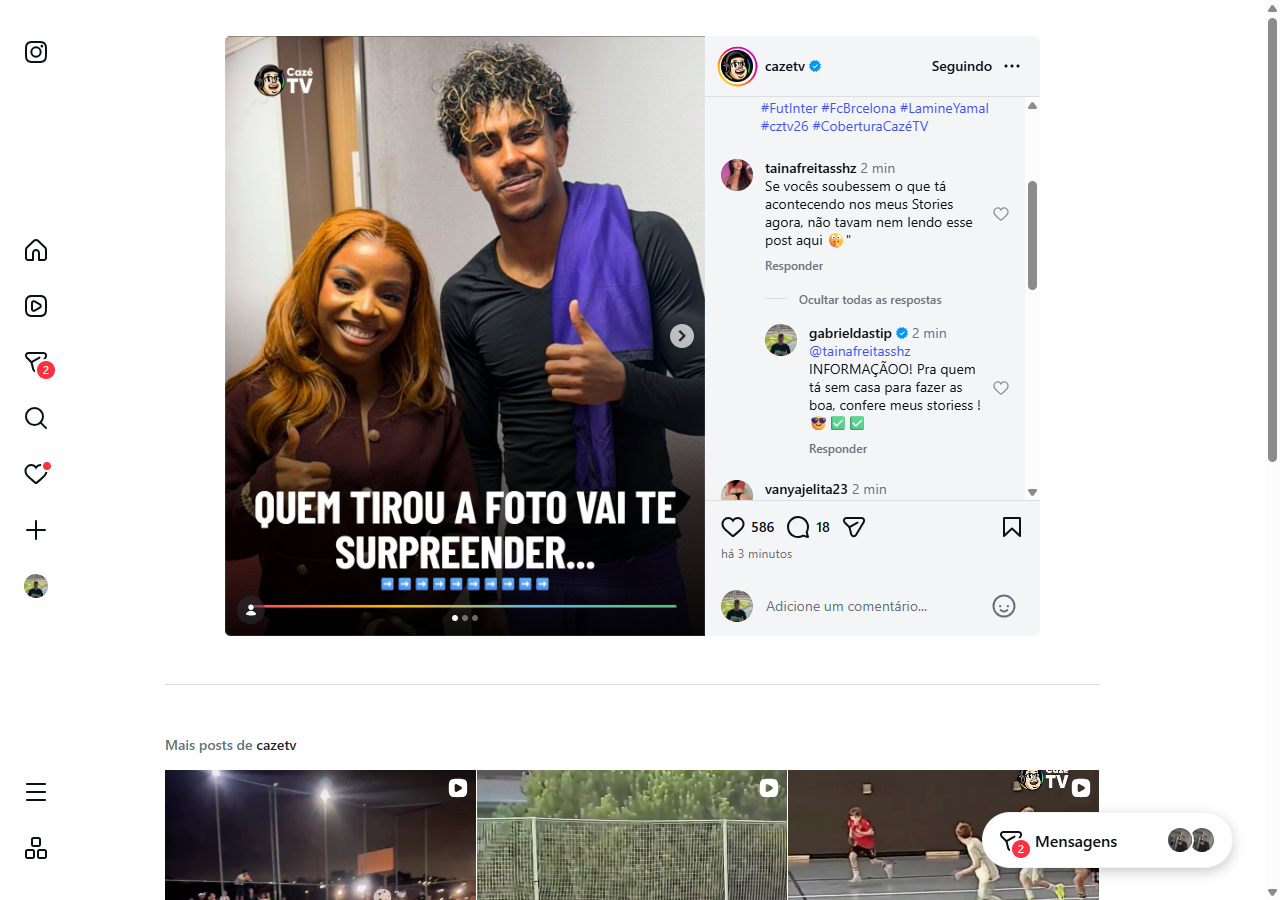 Cazé
TV
QUEM TIROU A FOTO VAI TE
SURPREENDER...
cazetv
Seguindo
#FutInter #FcBrcelona #LamineYamal
#cztv26 #CoberturaCazéTV
tainafreitasshz 2 min
Se vocês soubessem o que tá
acontecendo nos meus Stories
agora, não tavam nem lendo esse
post aqui 🫣 "
Responder
Ocultar todas as respostas
gabrieldastip 2 min
@tainafreitasshz
INFORMAÇÃOO! Pra quem
tá sem casa para fazer as
boa, confere meus storiess !
😎 ✅ ✅
Responder
vanyajelita23 2 min
586
18
há 3 minutos
Adicione um comentário...
2
Mais posts de cazetv
Cazé
TV
2
Mensagens